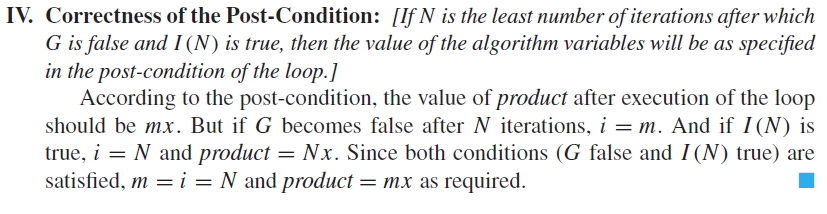 IV. Correctness of the Post-Condition: [If N is the least number of iterations after which
G is false and I (N) is true, then the value of the algorithm variables will be as specified
in the post-condition of the loop.]
According to the post-condition, the value of product after execution of the loop
should be mx. But if G becomes false after N iterations, i = m. And if I (N) is
true, i = N and product = Nx. Since both conditions (G false and I (N) true) are
satisfied, m = i = N and product = mx as required.